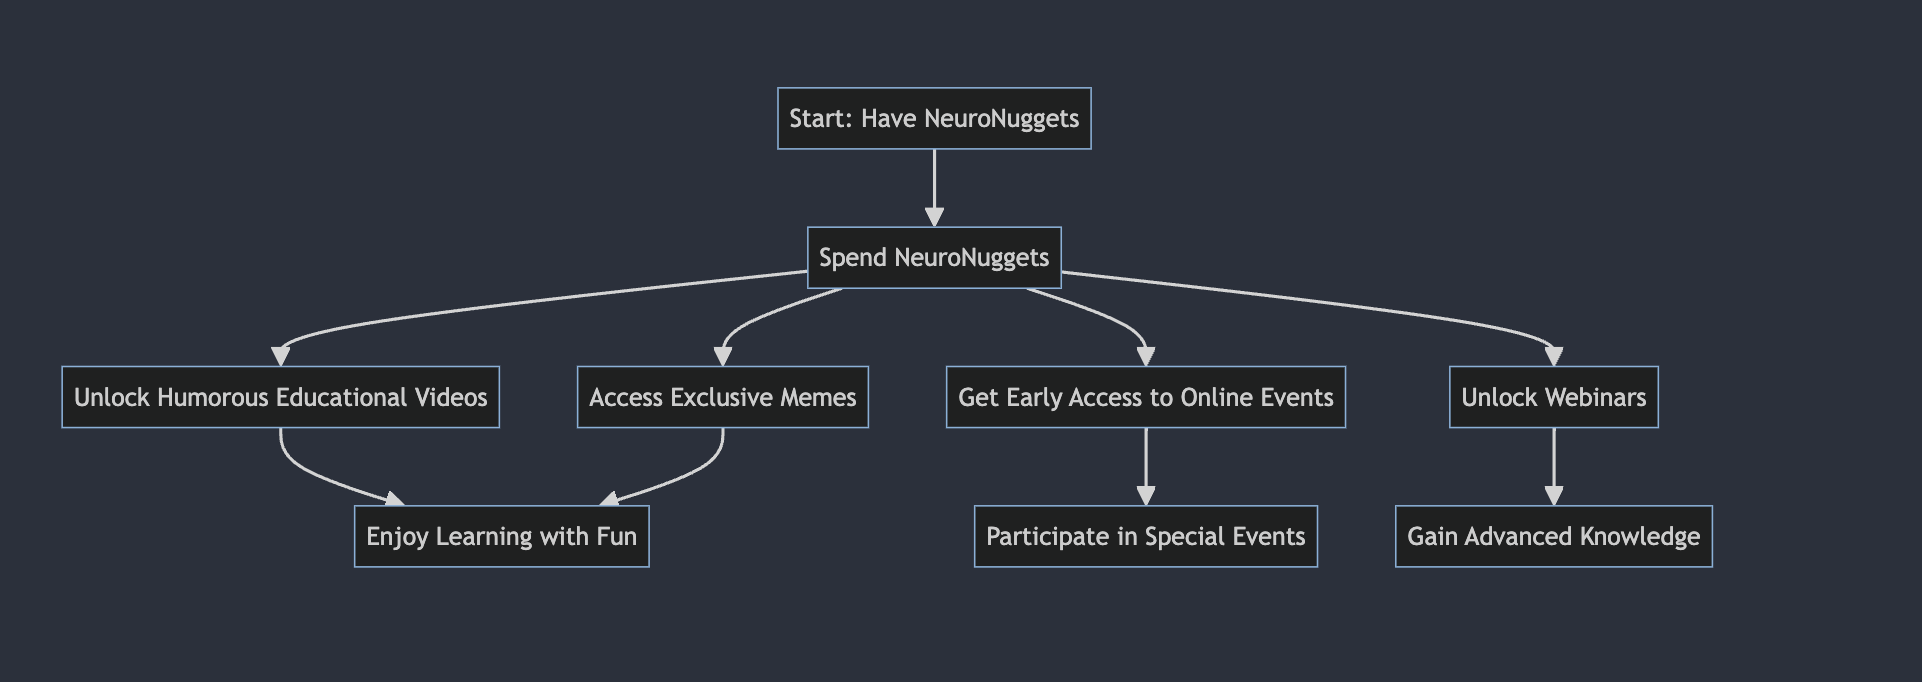 Start: Have NeuroNuggets
Spend NeuroNuggets
Unlock Humorous Educational Videos
Access Exclusive Memes
Get Early Access to Online Events
Unlock Webinars
Enjoy Learning with Fun
Participate in Special Events
Gain Advanced Knowledge